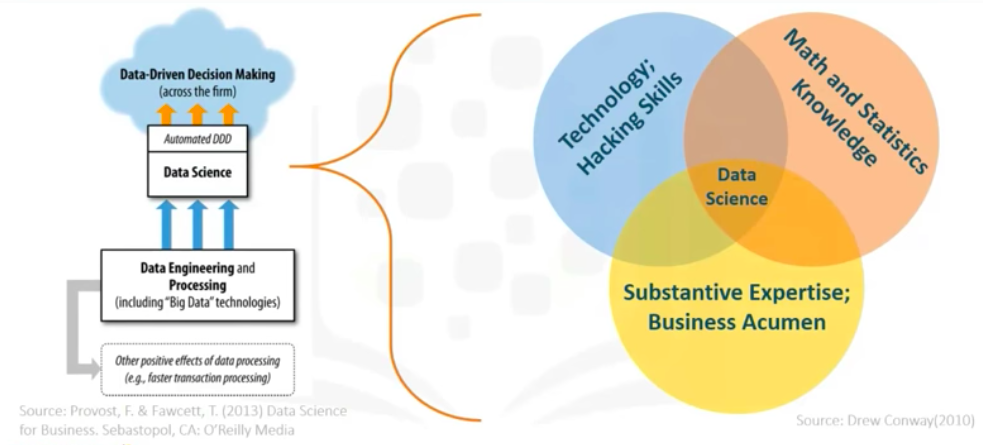 Data-Driven Decision Making
(across the firm)
Automated DDD
Data Science
Data Engineering and
Processing
(including "Big Data" technologies)
Other positive effects of data processing
(e.g., faster transaction processing)
Source: Provost, F. & Fawcett, T. (2013) Data Science
for Business. Sebastopol, CA: O'Reilly Media
Technology;
Hacking Skills
Math and Statistics
Knowledge
Data
Science
Substantive Expertise;
Business Acumen
Source: Drew Conway(2010)